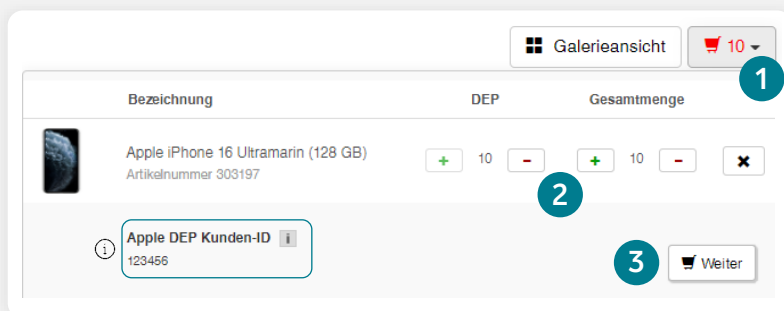 Galerieansicht 10
1
Bezeichnung DEP Gesamtmenge
Apple iPhone 16 Ultramarin (128 GB) + 10 - + 10 - ×
Artikelnummer 303197
2
Apple DEP Kunden-ID i
i 123456
3 Weiter